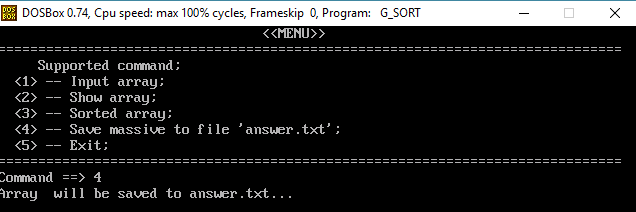 DOSBox 0.74, Cpu speed: max 100% cycles, Frameskip 0, Program: G_SORT
<<MENU>>
================================================================================
Supported command;
<1> -- Input array;
<2> -- Show array;
<3> -- Sorted array;
<4> -- Save massive to file 'answer.txt';
<5> -- Exit;
================================================================================
Command ==> 4
Array will be saved to answer.txt...